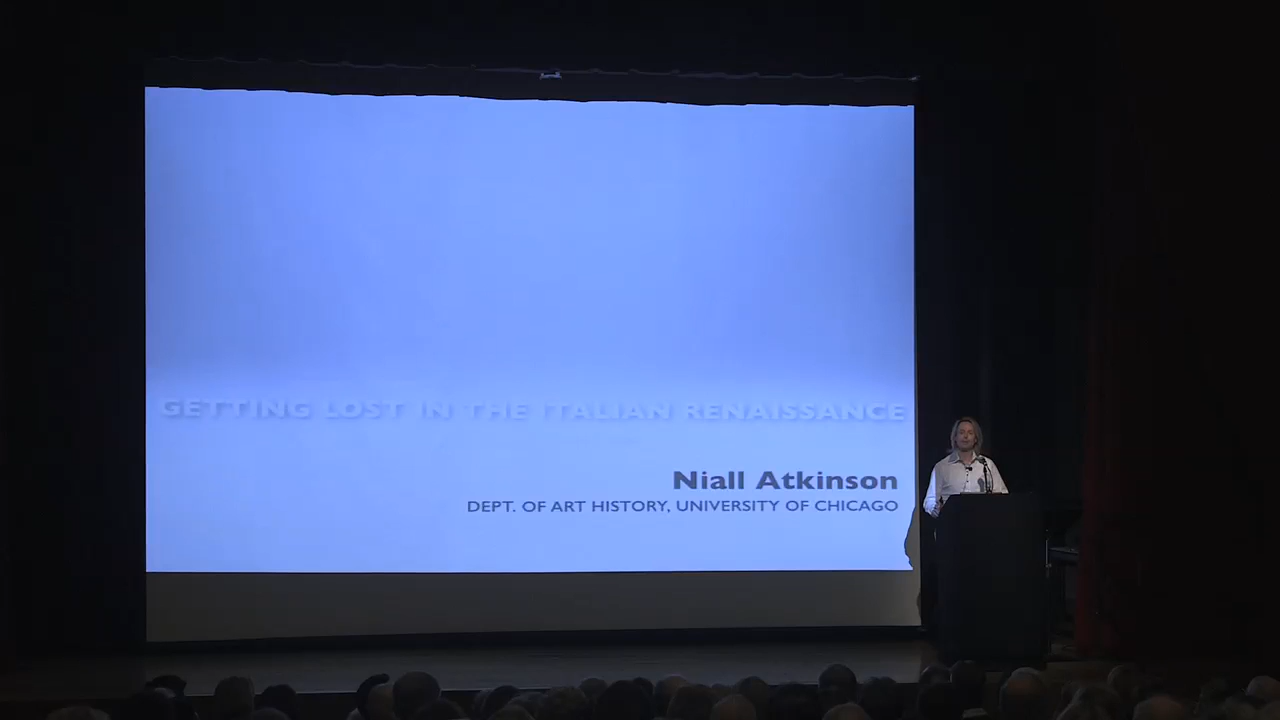 GETTING LOST IN THE ITALIAN RENAISSANCE
Niall Atkinson
DEPT. OF ART HISTORY, UNIVERSITY OF CHICAGO